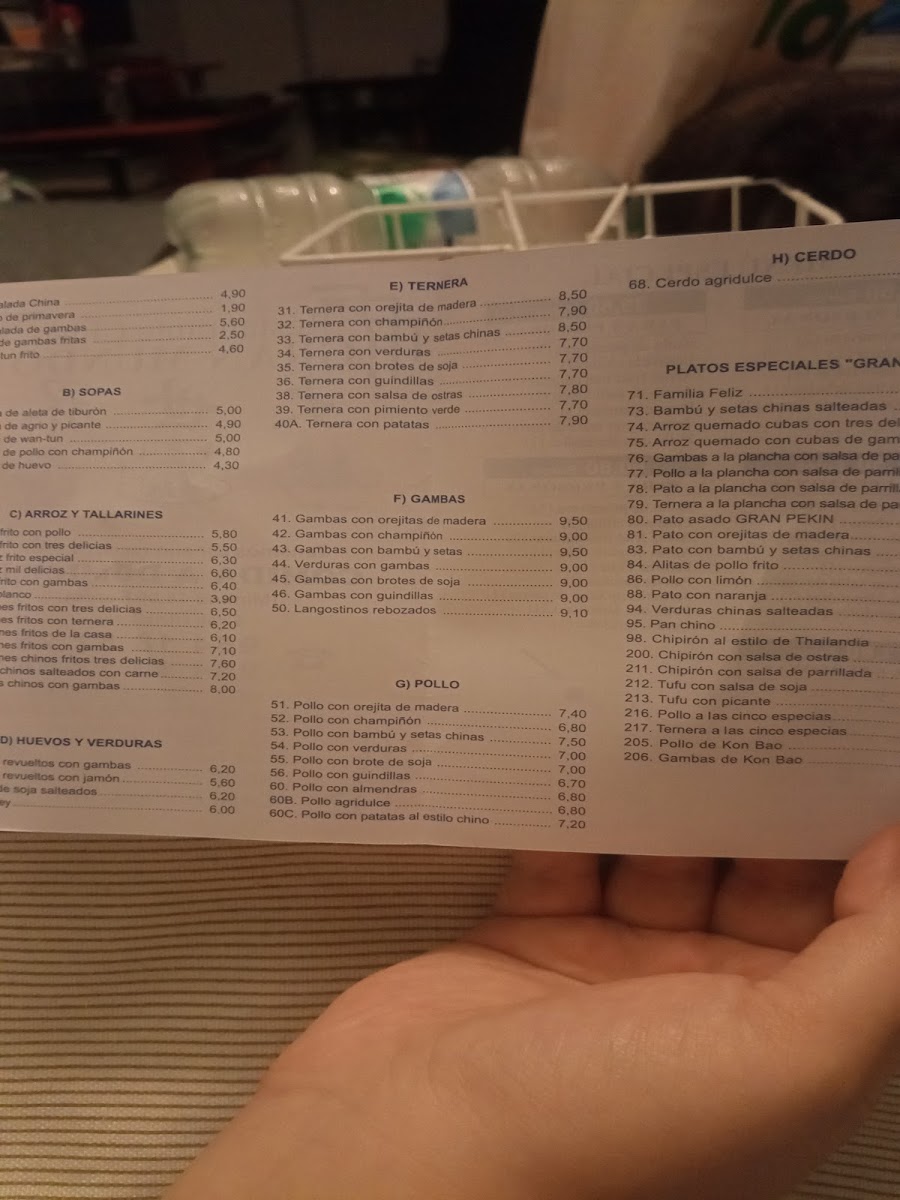 4,90
de primavera 1,90
de gambas 5,60
de gambas fritas 2,50
frito 4,60
B) SOPAS
de aleta de tiburón 5,00
de agrio y picante 4,90
de wan-tun 5,00
de pollo con champiñón 4,80
de huevo 4,30
C) ARROZ Y TALLARINES
frito con pollo 5,80
frito con tres delicias 5,50
frito especial 6,30
mil delicias 6,60
frito con gambas 6,40
3,90
fritos con tres delicias 6,50
fritos con ternera 6,20
fritos de la casa 6,10
fritos con gambas 7,10
chinos fritos tres delicias 7,60
chinos salteados con carne 7,20
chinos con gambas 8,00
D) HUEVOS Y VERDURAS
revueltos con gambas 6,20
revueltos con jamón 5,60
de soja salteados 6,20
6,00
E) TERNERA
31. Ternera con orejita de madera 8,50
32. Ternera con champiñón 7,90
33. Ternera con bambú y setas chinas 8,50
34. Ternera con verduras 7,70
35. Ternera con brotes de soja 7,70
36. Ternera con guindillas 7,70
38. Ternera con salsa de ostras 7,80
39. Ternera con pimiento verde 7,70
40A. Ternera con patatas 7,90
F) GAMBAS
41. Gambas con orejitas de madera 9,50
42. Gambas con champiñón 9,00
43. Gambas con bambú y setas 9,50
44. Verduras con gambas 9,00
45. Gambas con brotes de soja 9,00
46. Gambas con guindillas 9,00
50. Langostinos rebozados 9,10
G) POLLO
51. Pollo con orejita de madera 7,40
52. Pollo con champiñón 6,80
53. Pollo con bambú y setas chinas 7,50
54. Pollo con verduras 7,00
55. Pollo con brote de soja 7,00
56. Pollo con guindillas 6,70
60. Pollo con almendras 6,80
60B. Pollo agridulce 6,80
60C. Pollo con patatas al estilo chino 7,20
H) CERDO
68. Cerdo agridulce
PLATOS ESPECIALES "GRAN
71. Familia Feliz
73. Bambú y setas chinas salteadas
74. Arroz quemado cubas con tres
75. Arroz quemado con cubas de
76. Gambas a la plancha con salsa de
77. Pollo a la plancha con salsa de
78. Pato a la plancha con salsa de
79. Ternera a la plancha con salsa de
80. Pato asado GRAN PEKIN
81. Pato con orejitas de madera
83. Pato con bambú y setas chinas
84. Alitas de pollo frito
86. Pollo con limón
88. Pato con naranja
94. Verduras chinas salteadas
95. Pan chino
98. Chipirón al estilo de Thailandia
200. Chipirón con salsa de ostras
211. Chipirón con salsa de parrillada
212. Tufu con salsa de soja
213. Tufu con picante
216. Pollo a las cinco especias
217. Ternera a las cinco especias
205. Pollo de Kon Bao
206. Gambas de Kon Bao